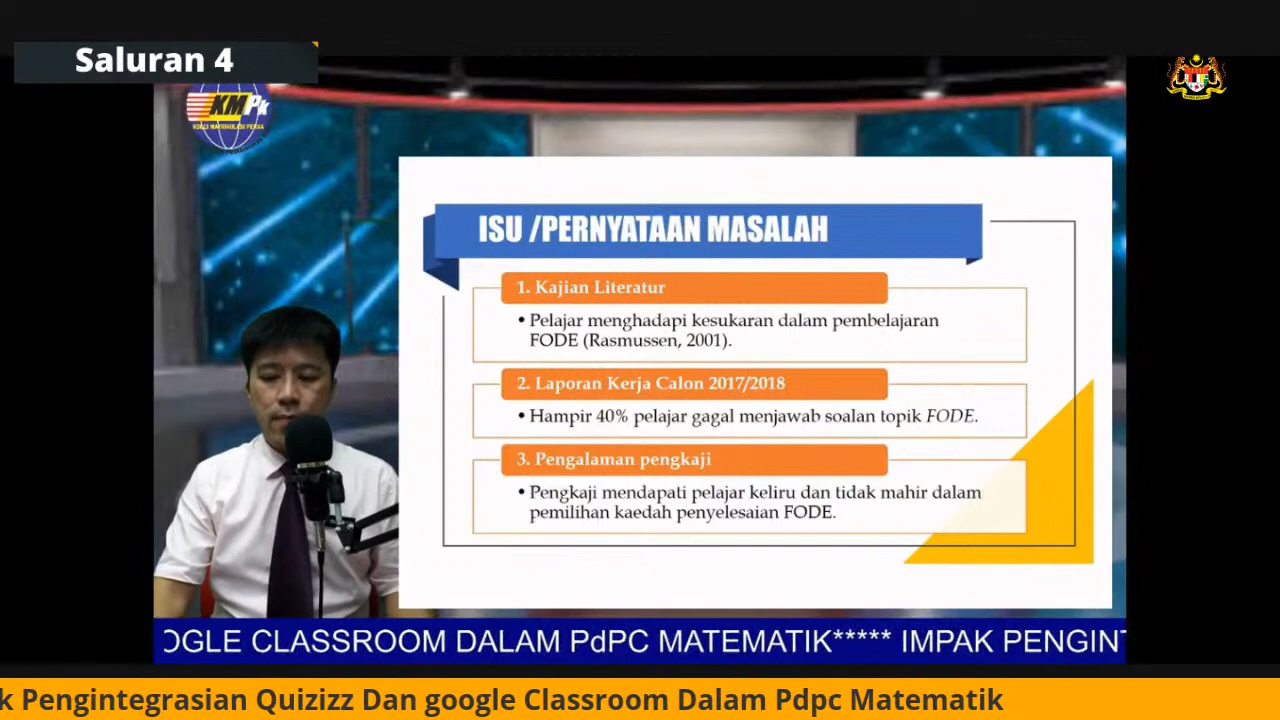 Saluran 4
KMPk
KOLEJ MATRIKULASI PERAK
ISU /PERNYATAAN MASALAH
1. Kajian Literatur
• Pelajar menghadapi kesukaran dalam pembelajaran
FODE (Rasmussen, 2001).
2. Laporan Kerja Calon 2017/2018
• Hampir 40% pelajar gagal menjawab soalan topik FODE.
3. Pengalaman pengkaji
• Pengkaji mendapati pelajar keliru dan tidak mahir dalam
pemilihan kaedah penyelesaian FODE.
OGLE CLASSROOM DALAM PdPC MATEMATIK***** IMPAK PENGINT
k Pengintegrasian Quizizz Dan google Classroom Dalam Pdpc Matematik